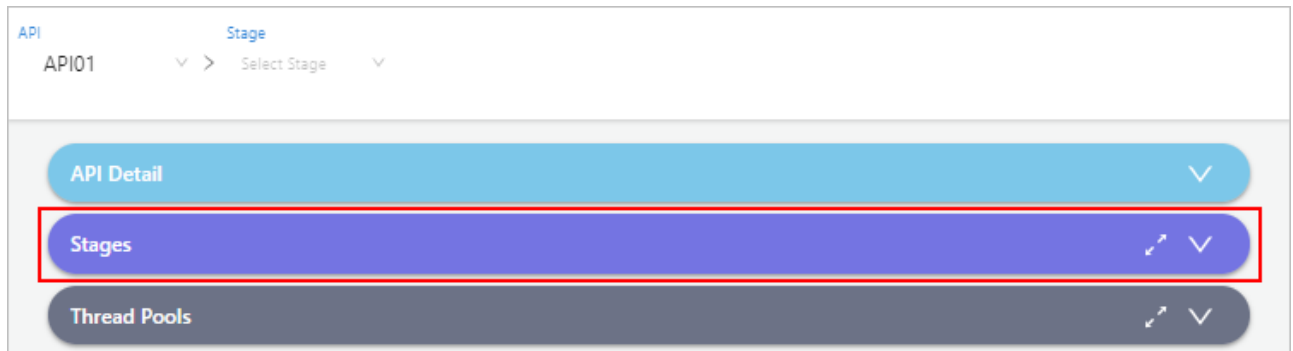 API Stage
API01 > Select Stage
API Detail
Stages
Thread Pools